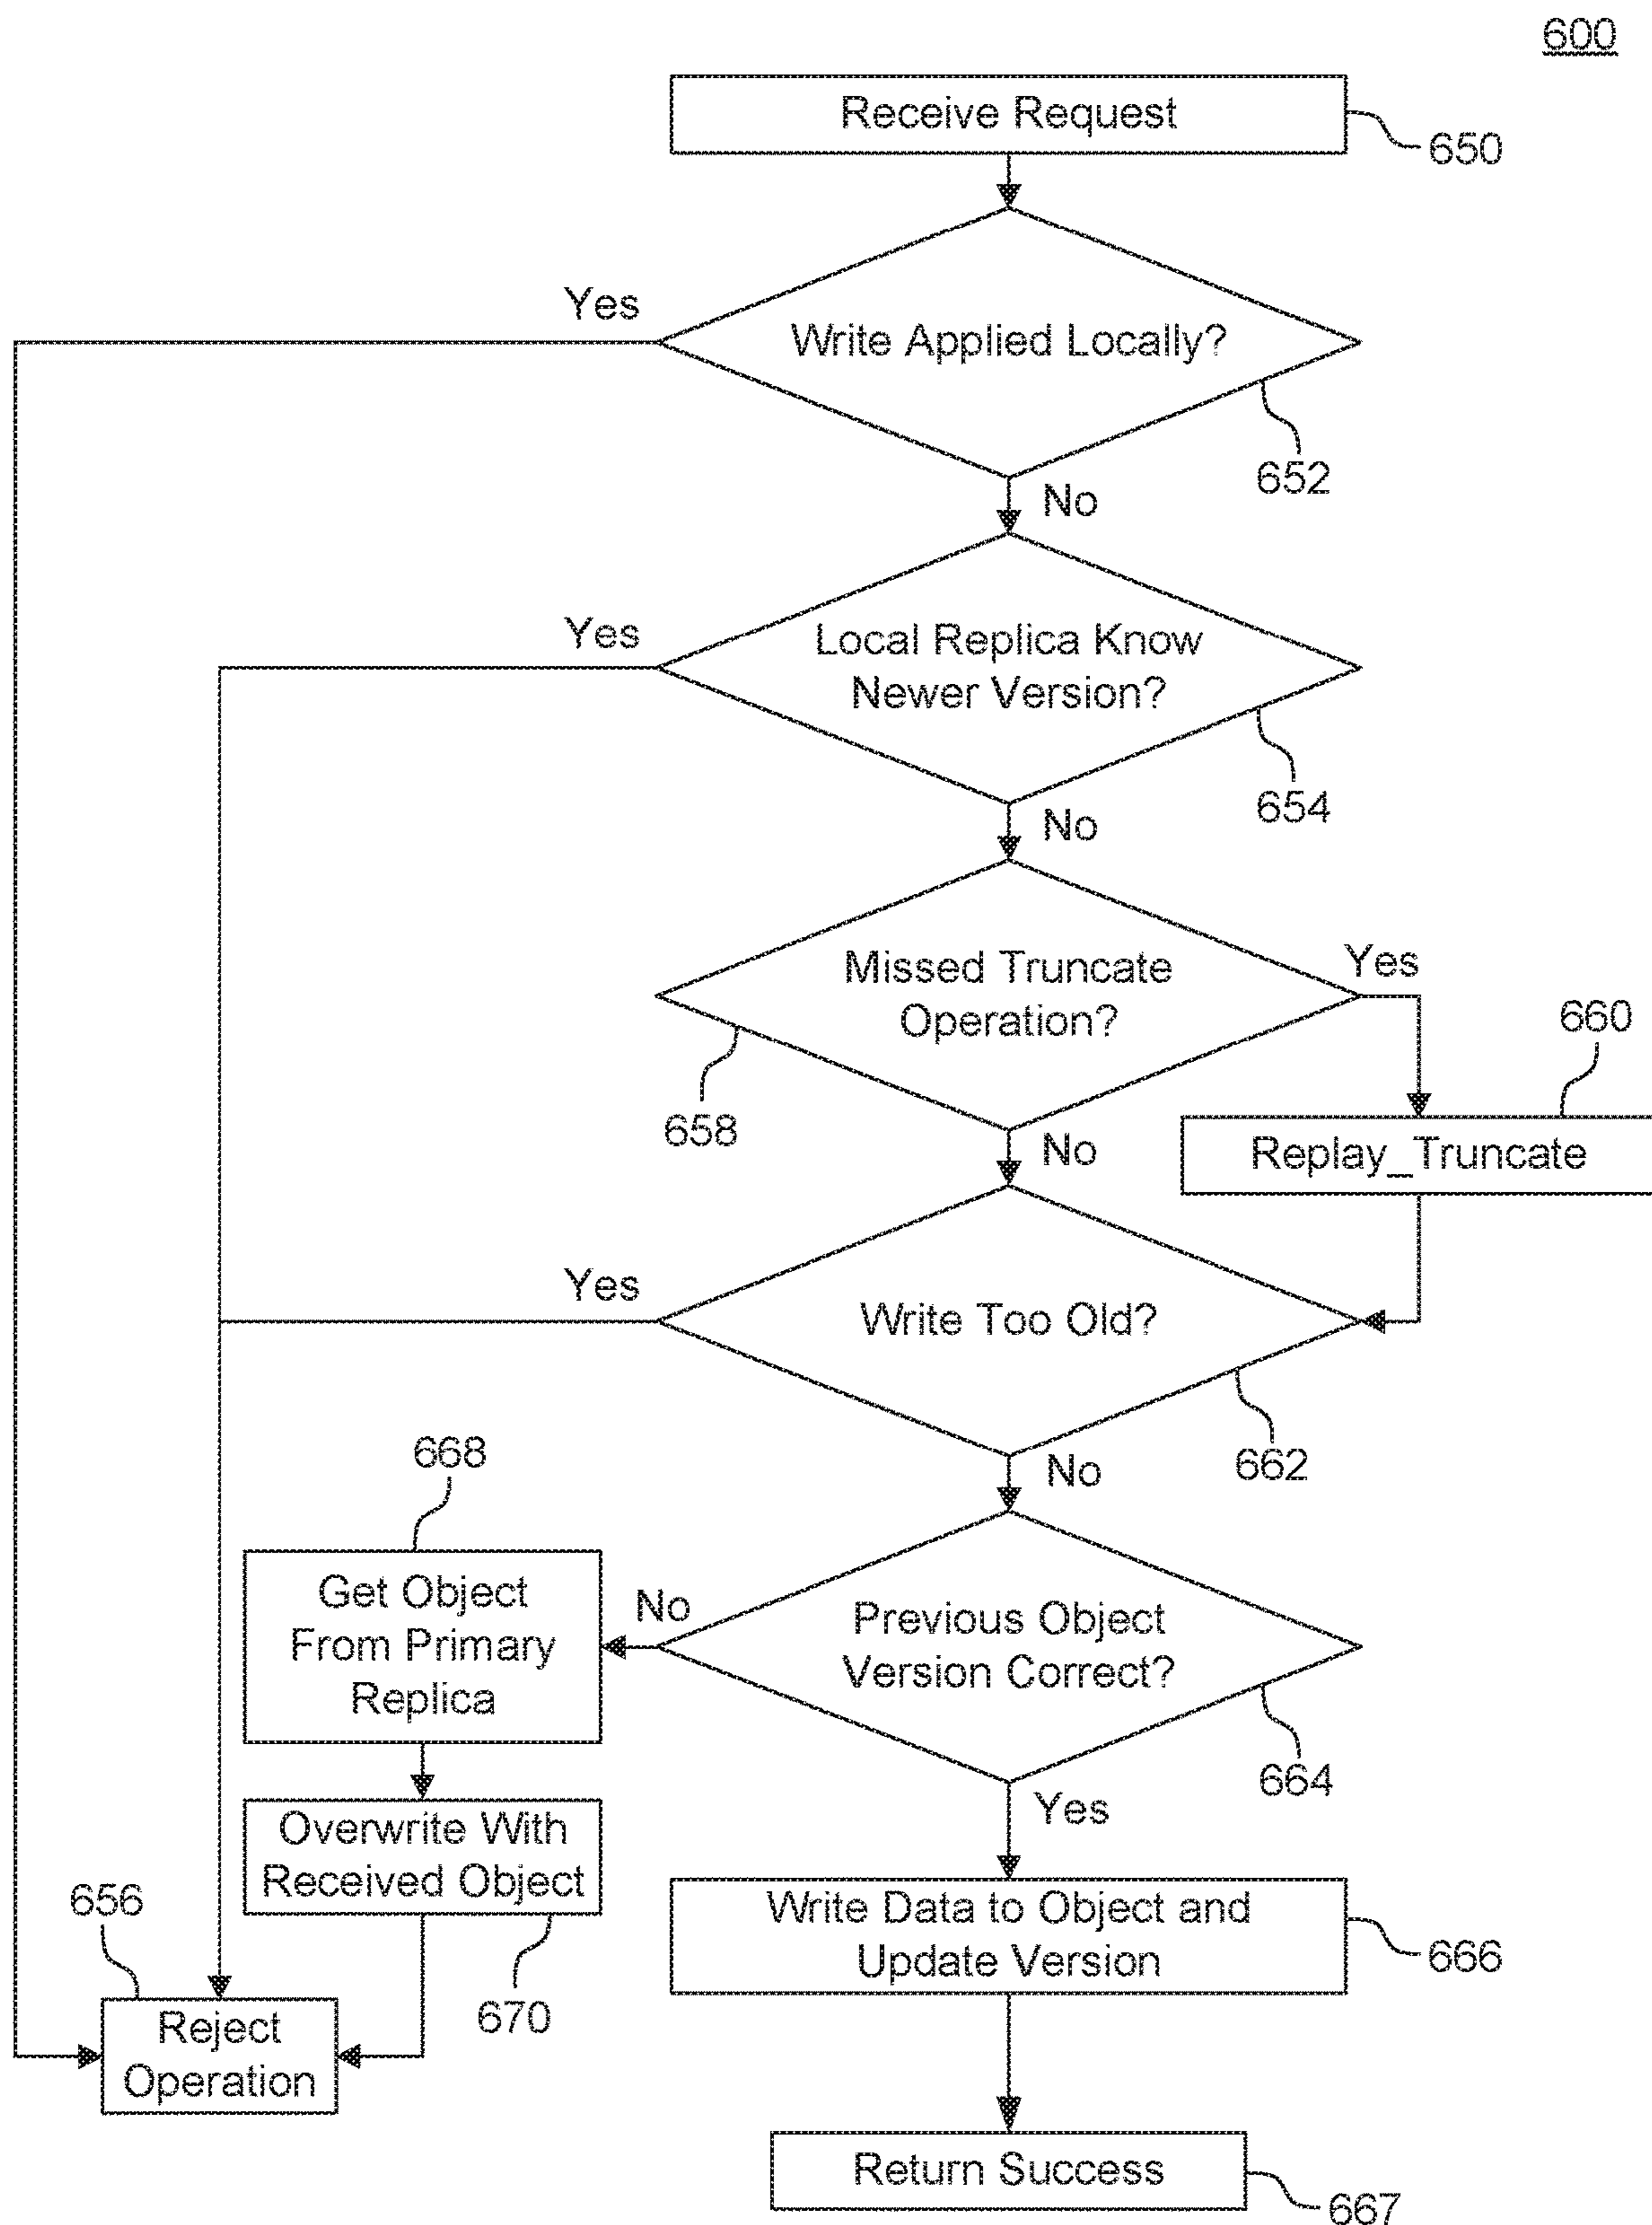 600
Receive Request
650
Yes
Write Applied Locally?
652
No
Yes
Local Replica Know
Newer Version?
654
No
Missed Truncate
Operation?
Yes
658
660
No
Replay_Truncate
Yes
Write Too Old?
662
No
668
Get Object
From Primary
Replica
No
Previous Object
Version Correct?
664
Yes
Overwrite With
Received Object
670
656
Write Data to Object and
Update Version
666
Reject
Operation
Return Success
667